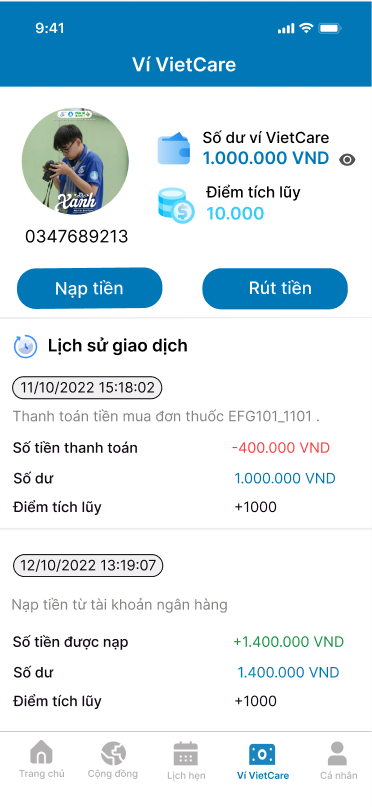 9:41
Ví VietCare
Số dư ví VietCare
1.000.000 VND
Điểm tích lũy
10.000
Xanh
0347689213
Nạp tiền
Rút tiền
Lịch sử giao dịch
11/10/2022 15:18:02
Thanh toán tiền mua đơn thuốc EFG101_1101 .
Số tiền thanh toán -400.000 VND
Số dư 1.000.000 VND
Điểm tích lũy +1000
12/10/2022 13:19:07
Nạp tiền từ tài khoản ngân hàng
Số tiền được nạp +1.400.000 VND
Số dư 1.400.000 VND
Điểm tích lũy +1000
Trang chủ
Cộng đồng
Lịch hẹn
Ví VietCare
Cá nhân